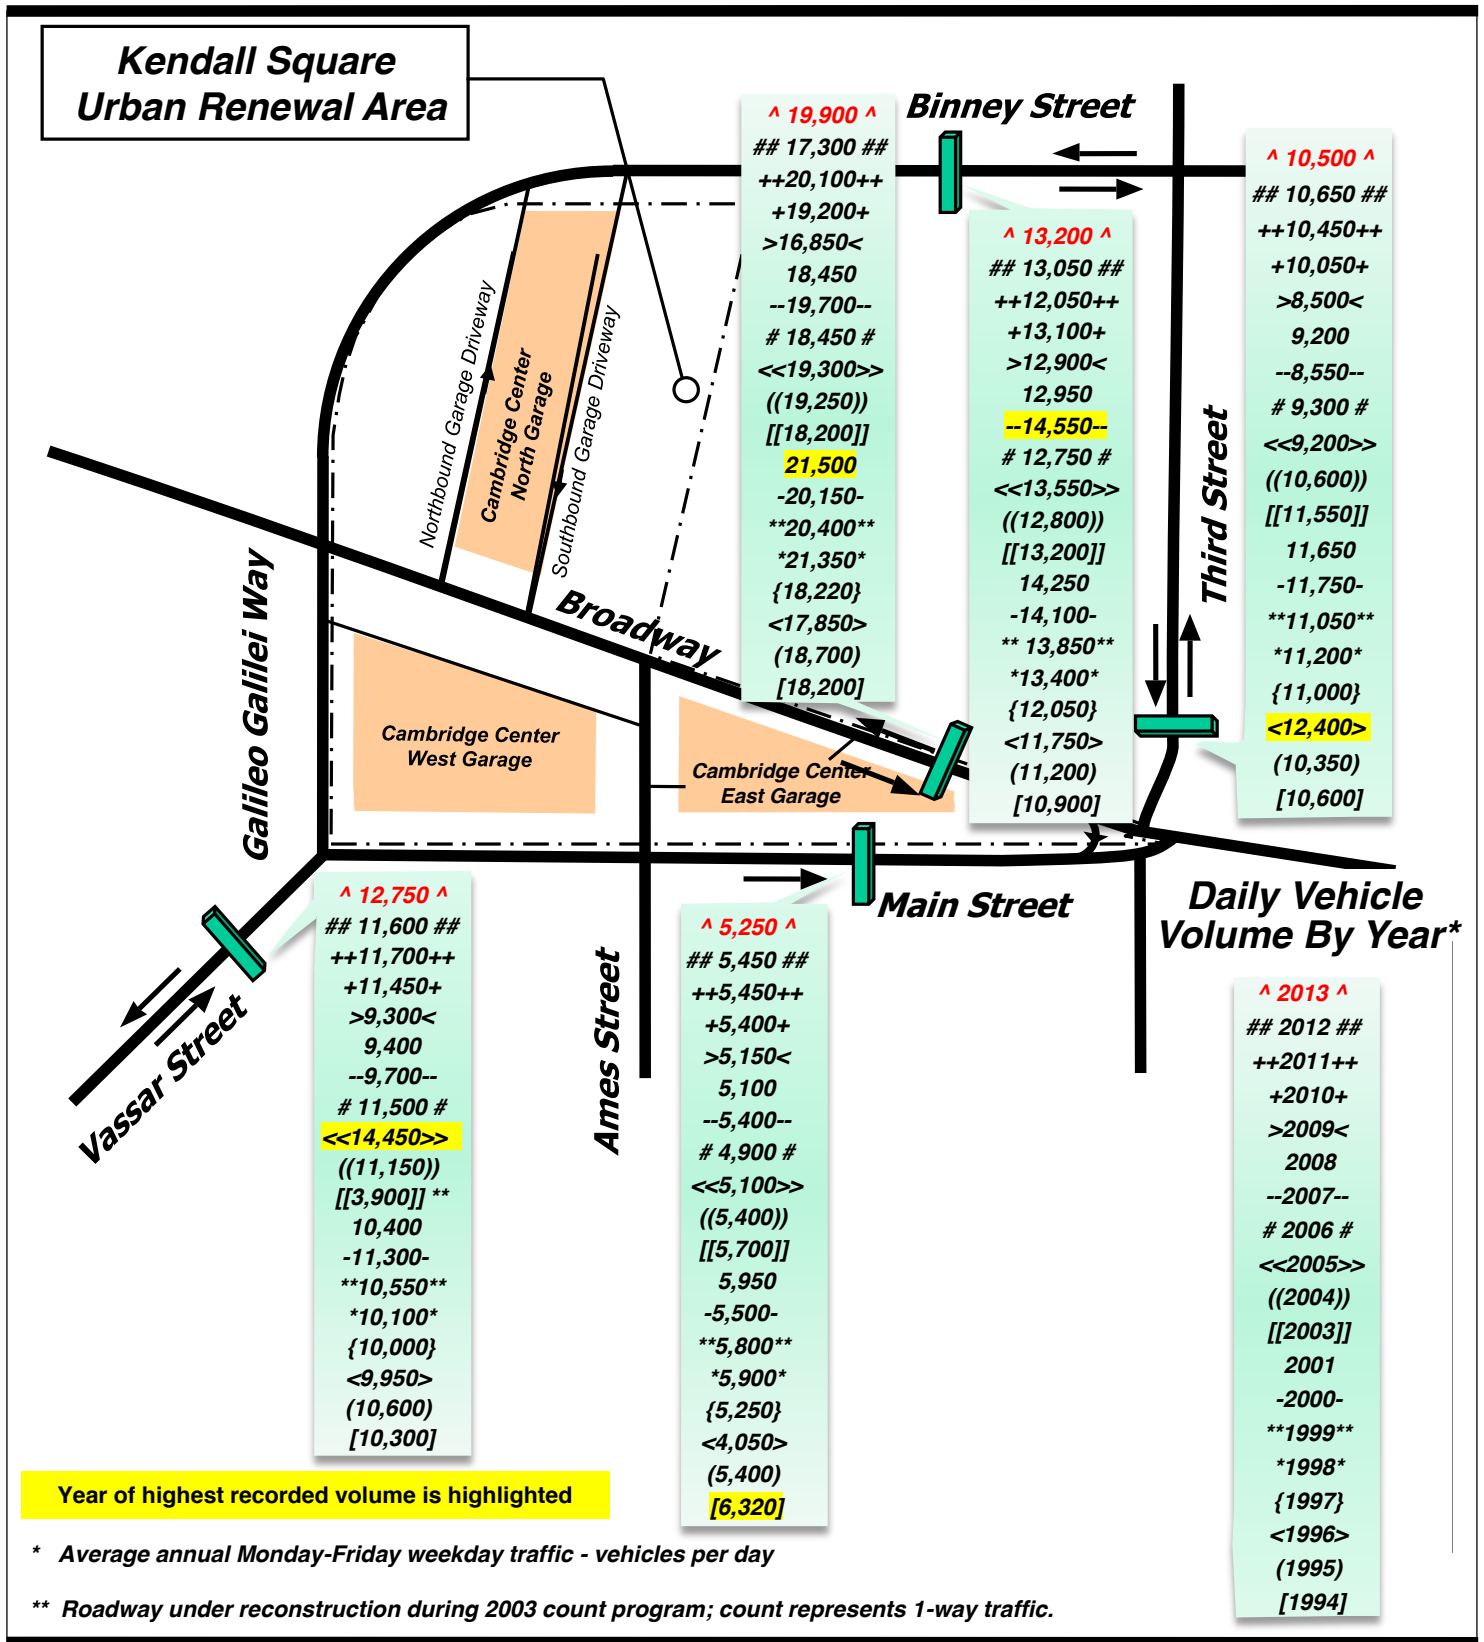 Kendall Square
Urban Renewal Area
Binney Street
^ 19,900 ^
## 17,300 ##
++20,100++
+19,200+
>16,850<
18,450
--19,700--
# 18,450 #
<<19,300>>
((19,250))
[[18,200]]
21,500
-20,150-
**20,400**
*21,350*
{18,220}
<17,850>
(18,700)
[18,200]
^ 13,200 ^
## 13,050 ##
++12,050++
+13,100+
>12,900<
12,950
--14,550--
# 12,750 #
<<13,550>>
((12,800))
[[13,200]]
14,250
-14,100-
** 13,850**
*13,400*
{12,050}
<11,750>
(11,200)
[10,900]
^ 10,500 ^
## 10,650 ##
++10,450++
+10,050+
>8,500<
9,200
--8,550--
# 9,300 #
<<9,200>>
((10,600))
[[11,550]]
11,650
-11,750-
**11,050**
*11,200*
{11,000}
<12,400>
(10,350)
[10,600]
Northbound Garage Driveway
Cambridge Center
North Garage
Southbound Garage Driveway
Third Street
Broadway
Galileo Galilei Way
Cambridge Center
West Garage
Cambridge Center
East Garage
Main Street
Vassar Street
Ames Street
^ 12,750 ^
## 11,600 ##
++11,700++
+11,450+
>9,300<
9,400
--9,700--
# 11,500 #
<<14,450>>
((11,150))
[[3,900]] **
10,400
-11,300-
**10,550**
*10,100*
{10,000}
<9,950>
(10,600)
[10,300]
^ 5,250 ^
## 5,450 ##
++5,450++
+5,400+
>5,150<
5,100
--5,400--
# 4,900 #
<<5,100>>
((5,400))
[[5,700]]
5,950
-5,500-
**5,800**
*5,900*
{5,250}
<4,050>
(5,400)
[6,320]
Daily Vehicle
Volume By Year*
^ 2013 ^
## 2012 ##
++2011++
+2010+
>2009<
2008
--2007--
# 2006 #
<<2005>>
((2004))
[[2003]]
2001
-2000-
**1999**
*1998*
{1997}
<1996>
(1995)
[1994]
Year of highest recorded volume is highlighted
* Average annual Monday-Friday weekday traffic - vehicles per day
** Roadway under reconstruction during 2003 count program; count represents 1-way traffic.